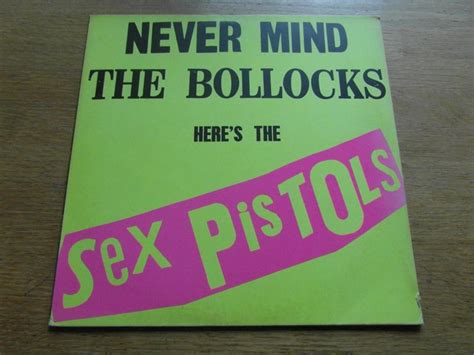 NEVER MIND
THE BOLLOCKS
HERE'S THE
Sex PisTOLs